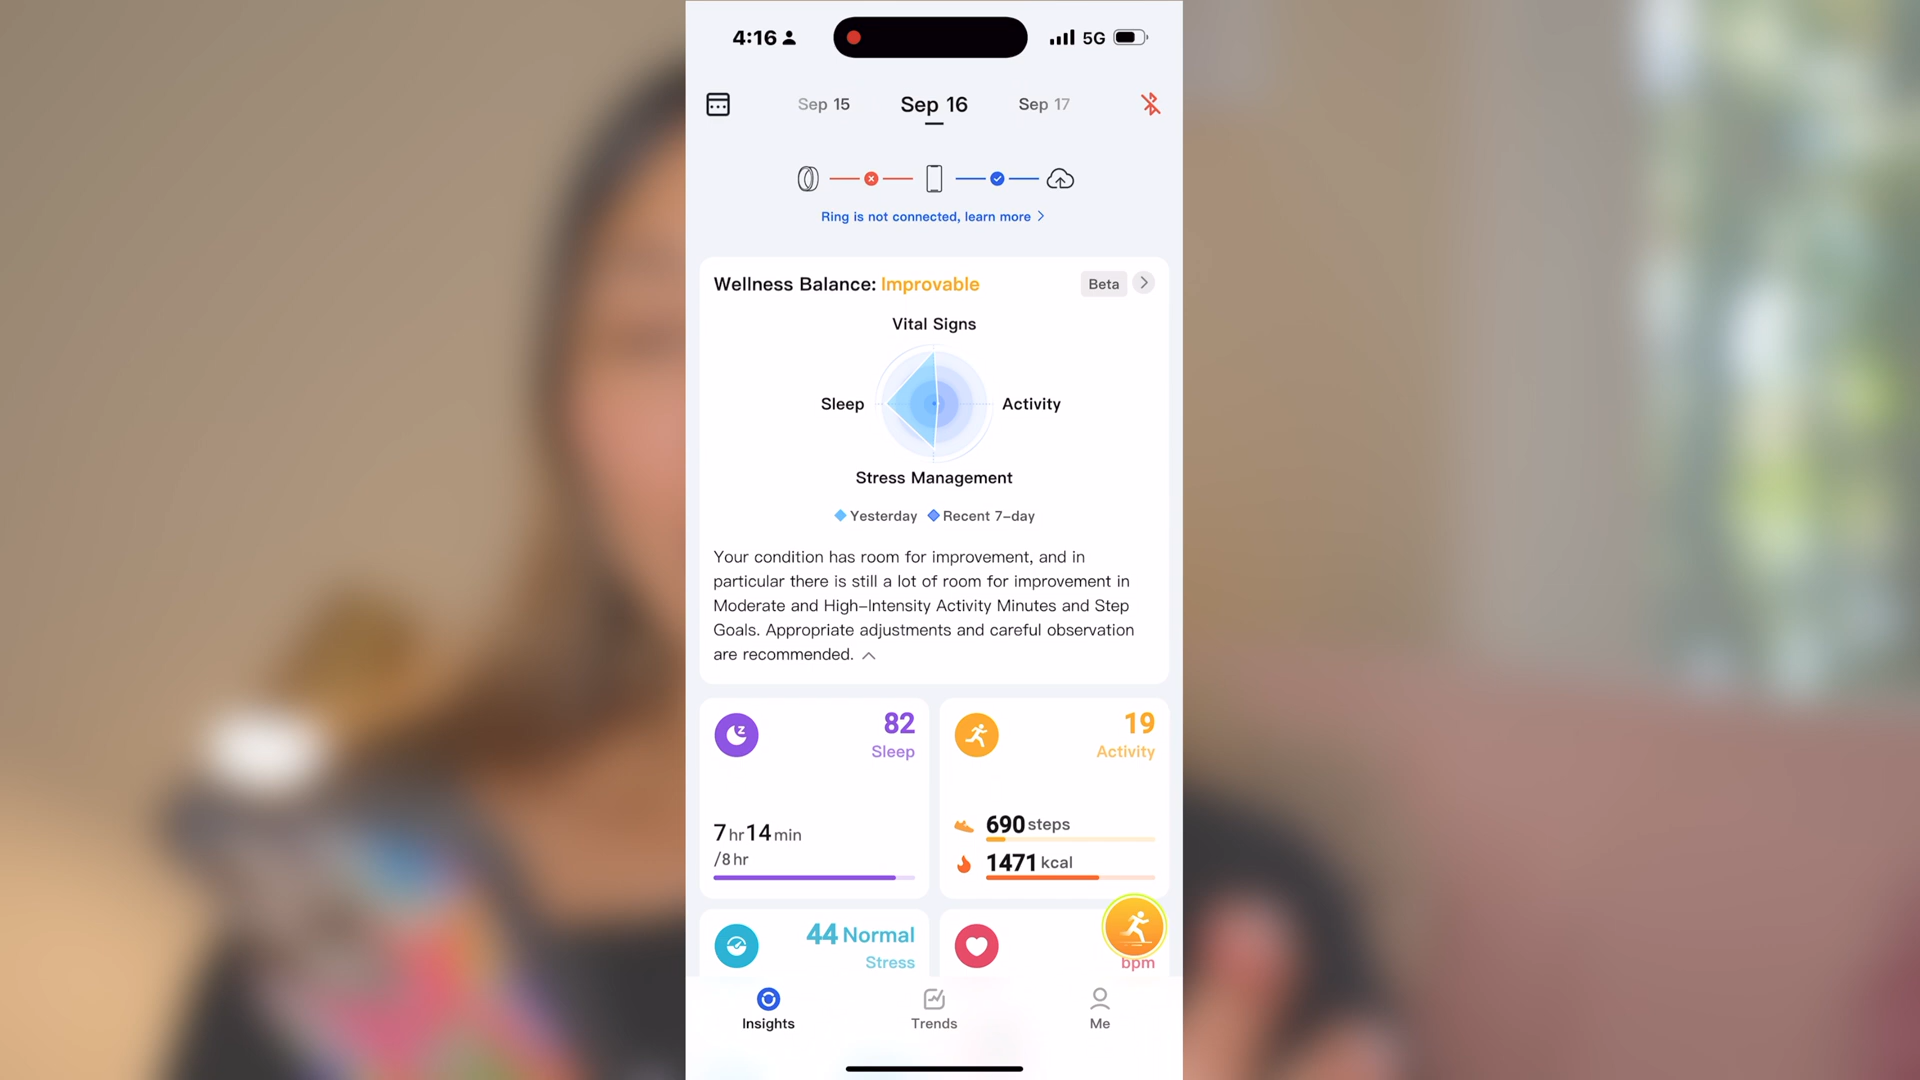 4:16 5G
Sep 15 Sep 16 Sep 17
Ring is not connected, learn more
Wellness Balance: Improvable Beta
Vital Signs
Sleep Activity
Stress Management
Yesterday Recent 7-day
Your condition has room for improvement, and in
particular there is still a lot of room for improvement in
Moderate and High-Intensity Activity Minutes and Step
Goals. Appropriate adjustments and careful observation
are recommended.
82
Sleep
7 hr 14 min
/8 hr
19
Activity
690 steps
1471 kcal
44 Normal
Stress
bpm
Insights Trends Me